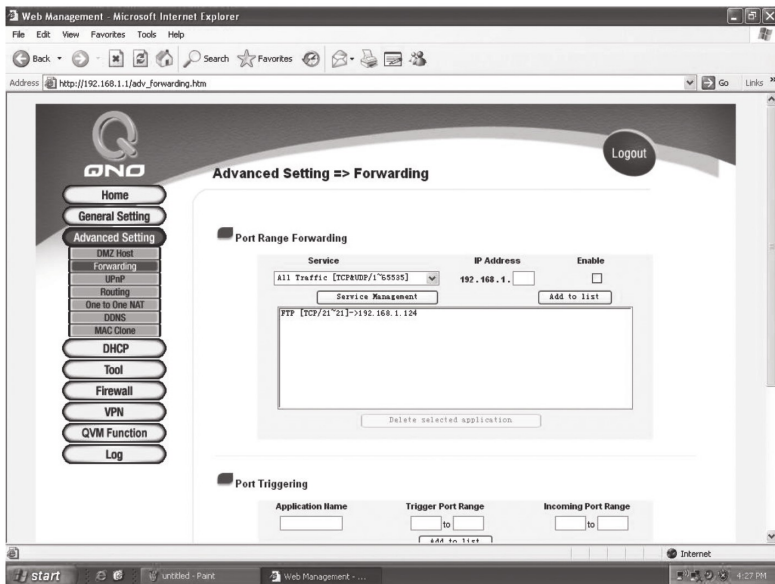 Web Management - Microsoft Internet Explorer
File Edit View Favorites Tools Help
Back Search Favorites
Address http://192.168.1.1/adv_forwarding.htm Go Links »
QNO
Logout
Advanced Setting => Forwarding
Home
General Setting
Advanced Setting
DMZ Host
Forwarding
UPnP
Routing
One to One NAT
DDNS
MAC Clone
DHCP
Tool
Firewall
VPN
QVM Function
Log
Port Range Forwarding
Service IP Address Enable
All Traffic [TCP&UDP/1~65535] 192.168.1.
Service Management Add to list
FTP [TCP/21~21]->192.168.1.124
Delete selected application
Port Triggering
Application Name Trigger Port Range Incoming Port Range
to to
Add to list
Internet
start untitled - Paint Web Management - ... 4:27 PM